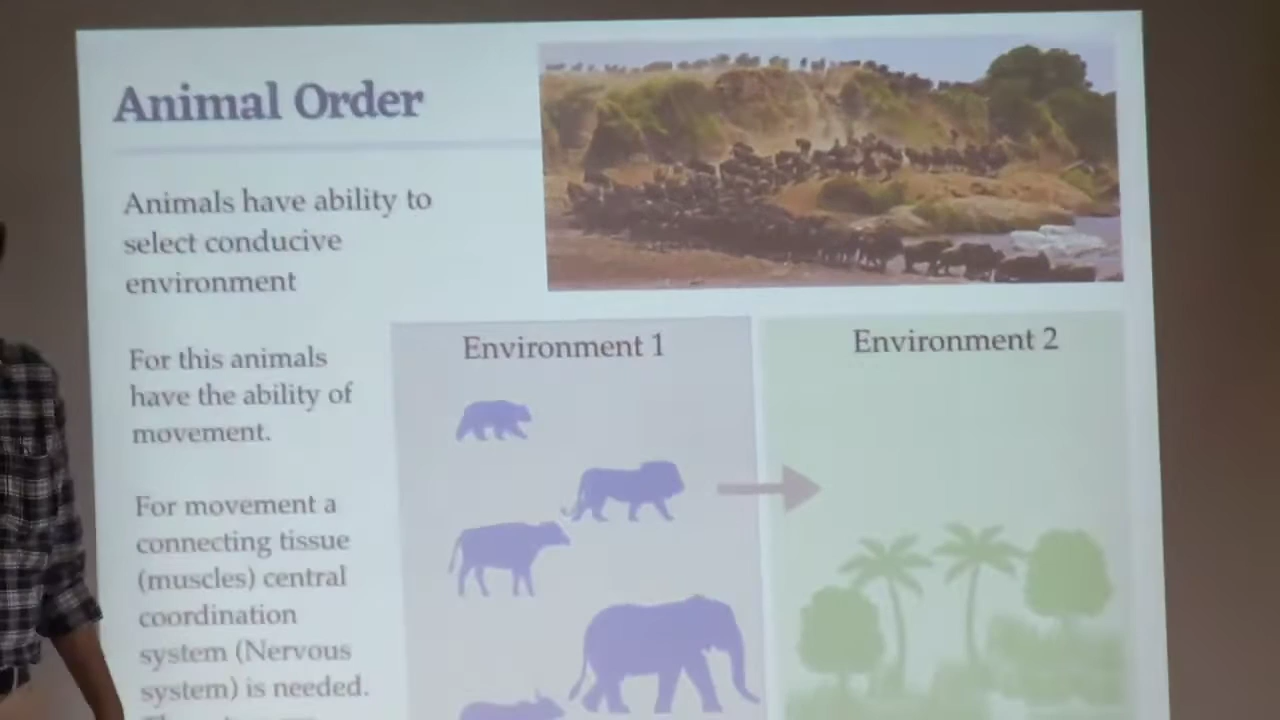 Animal Order
Animals have ability to
select conducive
environment
For this animals
have the ability of
movement.
For movement a
connecting tissue
(muscles) central
coordination
system (Nervous
system) is needed.
Environment 1
Environment 2